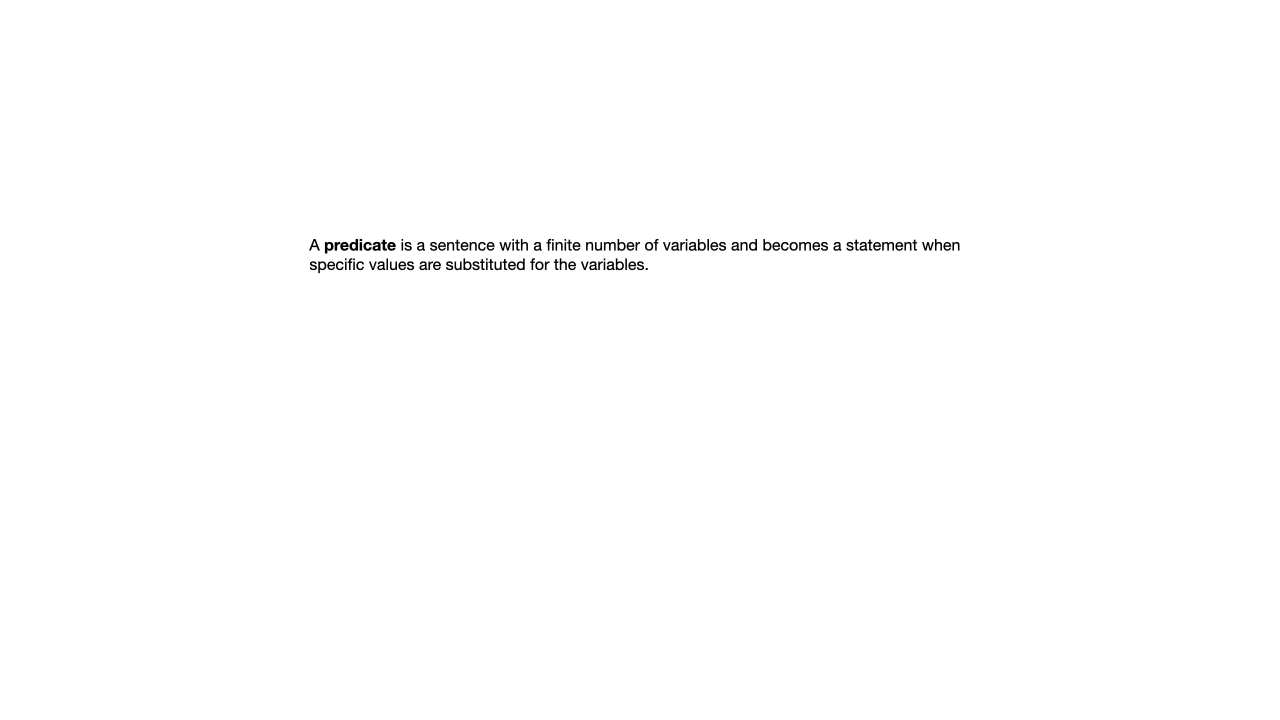 A predicate is a sentence with a finite number of variables and becomes a statement when
specific values are substituted for the variables.